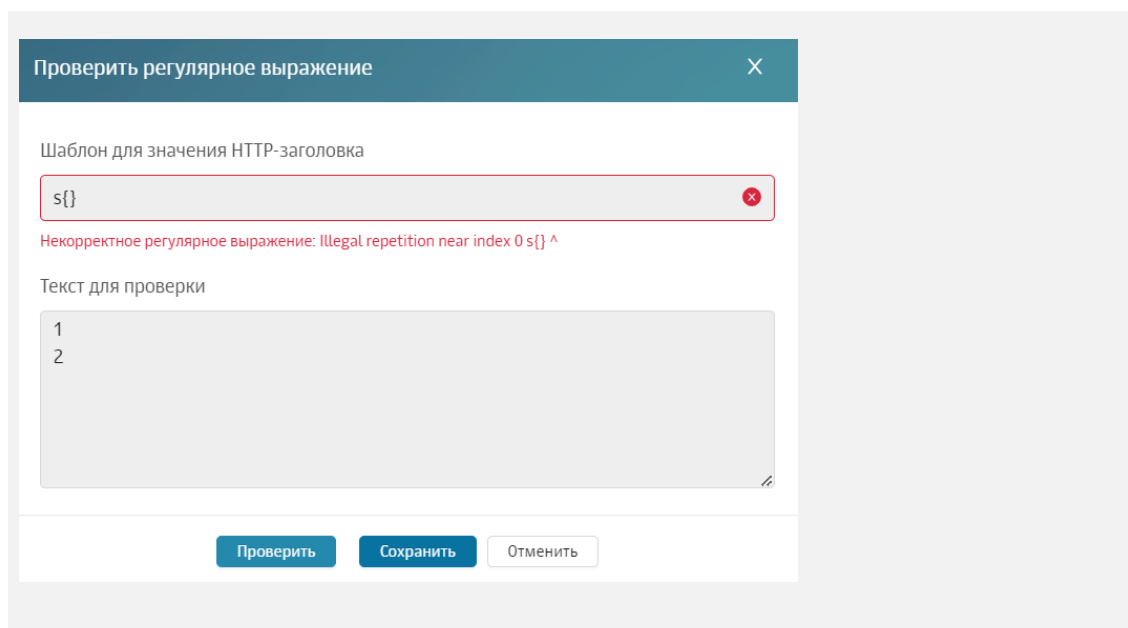 Проверить регулярное выражение
Шаблон для значения HTTP-заголовка
s{}
Некорректное регулярное выражение: Illegal repetition near index 0 s{} ^
Текст для проверки
1
2
Проверить Сохранить Отменить